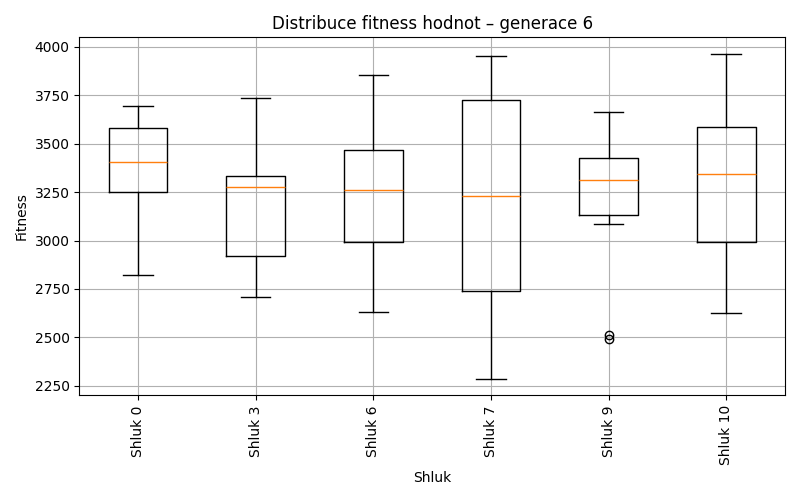 Distribuce fitness hodnot – generace 6
4000
3750
3500
3250
3000
2750
2500
2250
Fitness
Shluk 0
Shluk 3
Shluk 6
Shluk 7
Shluk 9
Shluk 10
Shluk